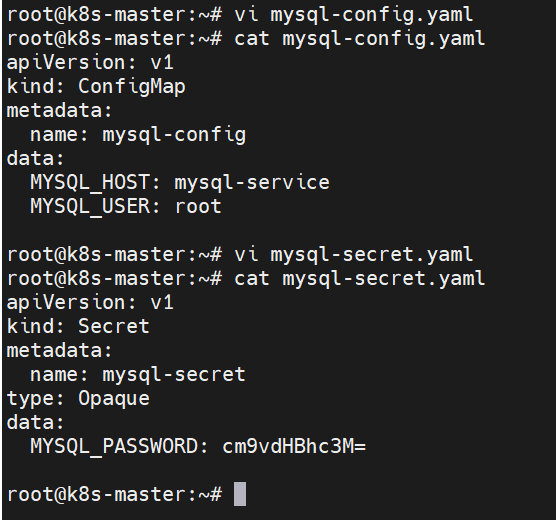 root@k8s-master:~# vi mysql-config.yaml
root@k8s-master:~# cat mysql-config.yaml
apiVersion: v1
kind: ConfigMap
metadata:
  name: mysql-config
data:
  MYSQL_HOST: mysql-service
  MYSQL_USER: root

root@k8s-master:~# vi mysql-secret.yaml
root@k8s-master:~# cat mysql-secret.yaml
apiVersion: v1
kind: Secret
metadata:
  name: mysql-secret
type: Opaque
data:
  MYSQL_PASSWORD: cm9vdHBhc3M=

root@k8s-master:~#